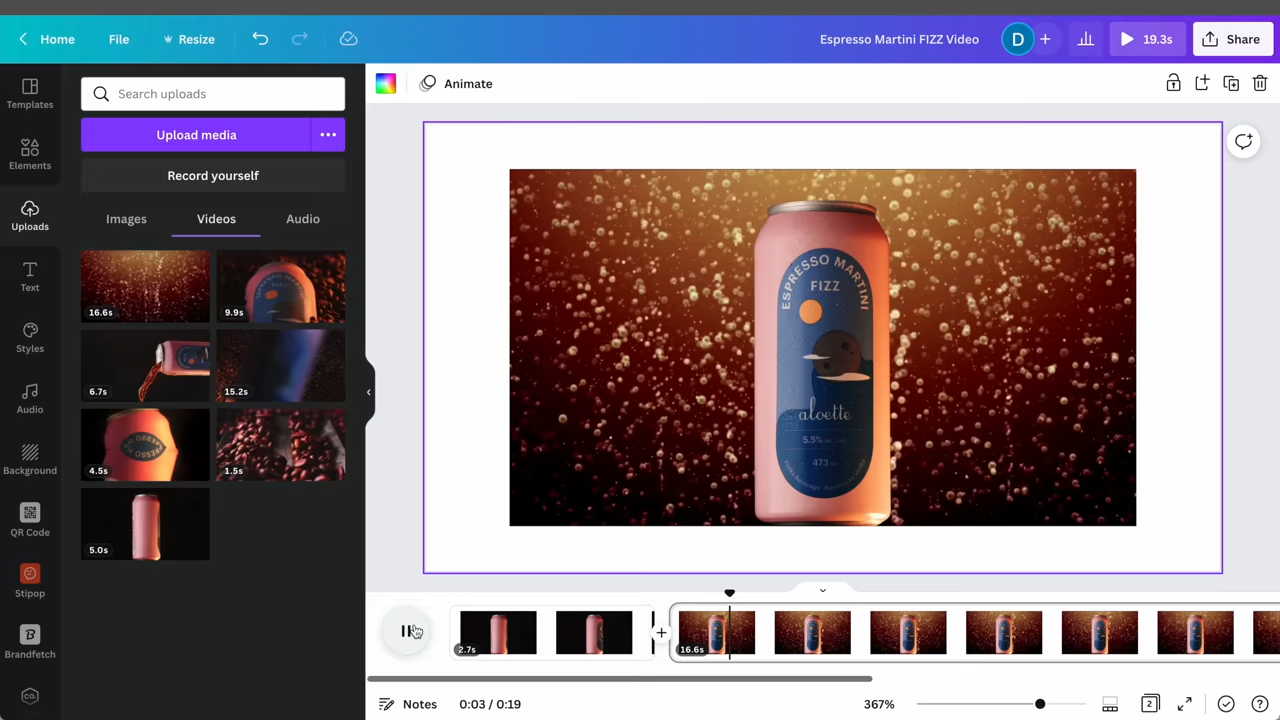 Home
File
Resize
Espresso Martini FIZZ Video
D
19.3s
Share
Templates
Elements
Uploads
Text
Styles
Audio
Background
QR Code
Stipop
Brandfetch
co.
Search uploads
Upload media
Record yourself
Images
Videos
Audio
16.6s
9.9s
6.7s
15.2s
4.5s
1.5s
5.0s
Animate
ESPRESSO MARTINI
FIZZ
aloette
5.5%
473
2.7s
16.6s
Notes
0:03 / 0:19
367%
2